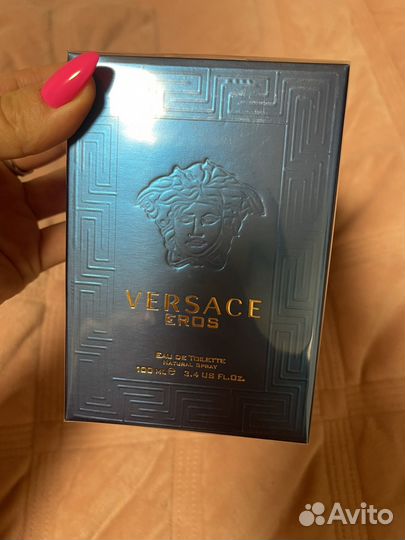 VERSACE
EROS
EAU DE TOILETTE
NATURAL SPRAY
100 ML ℮ 3.4 US FL.OZ.
Avito